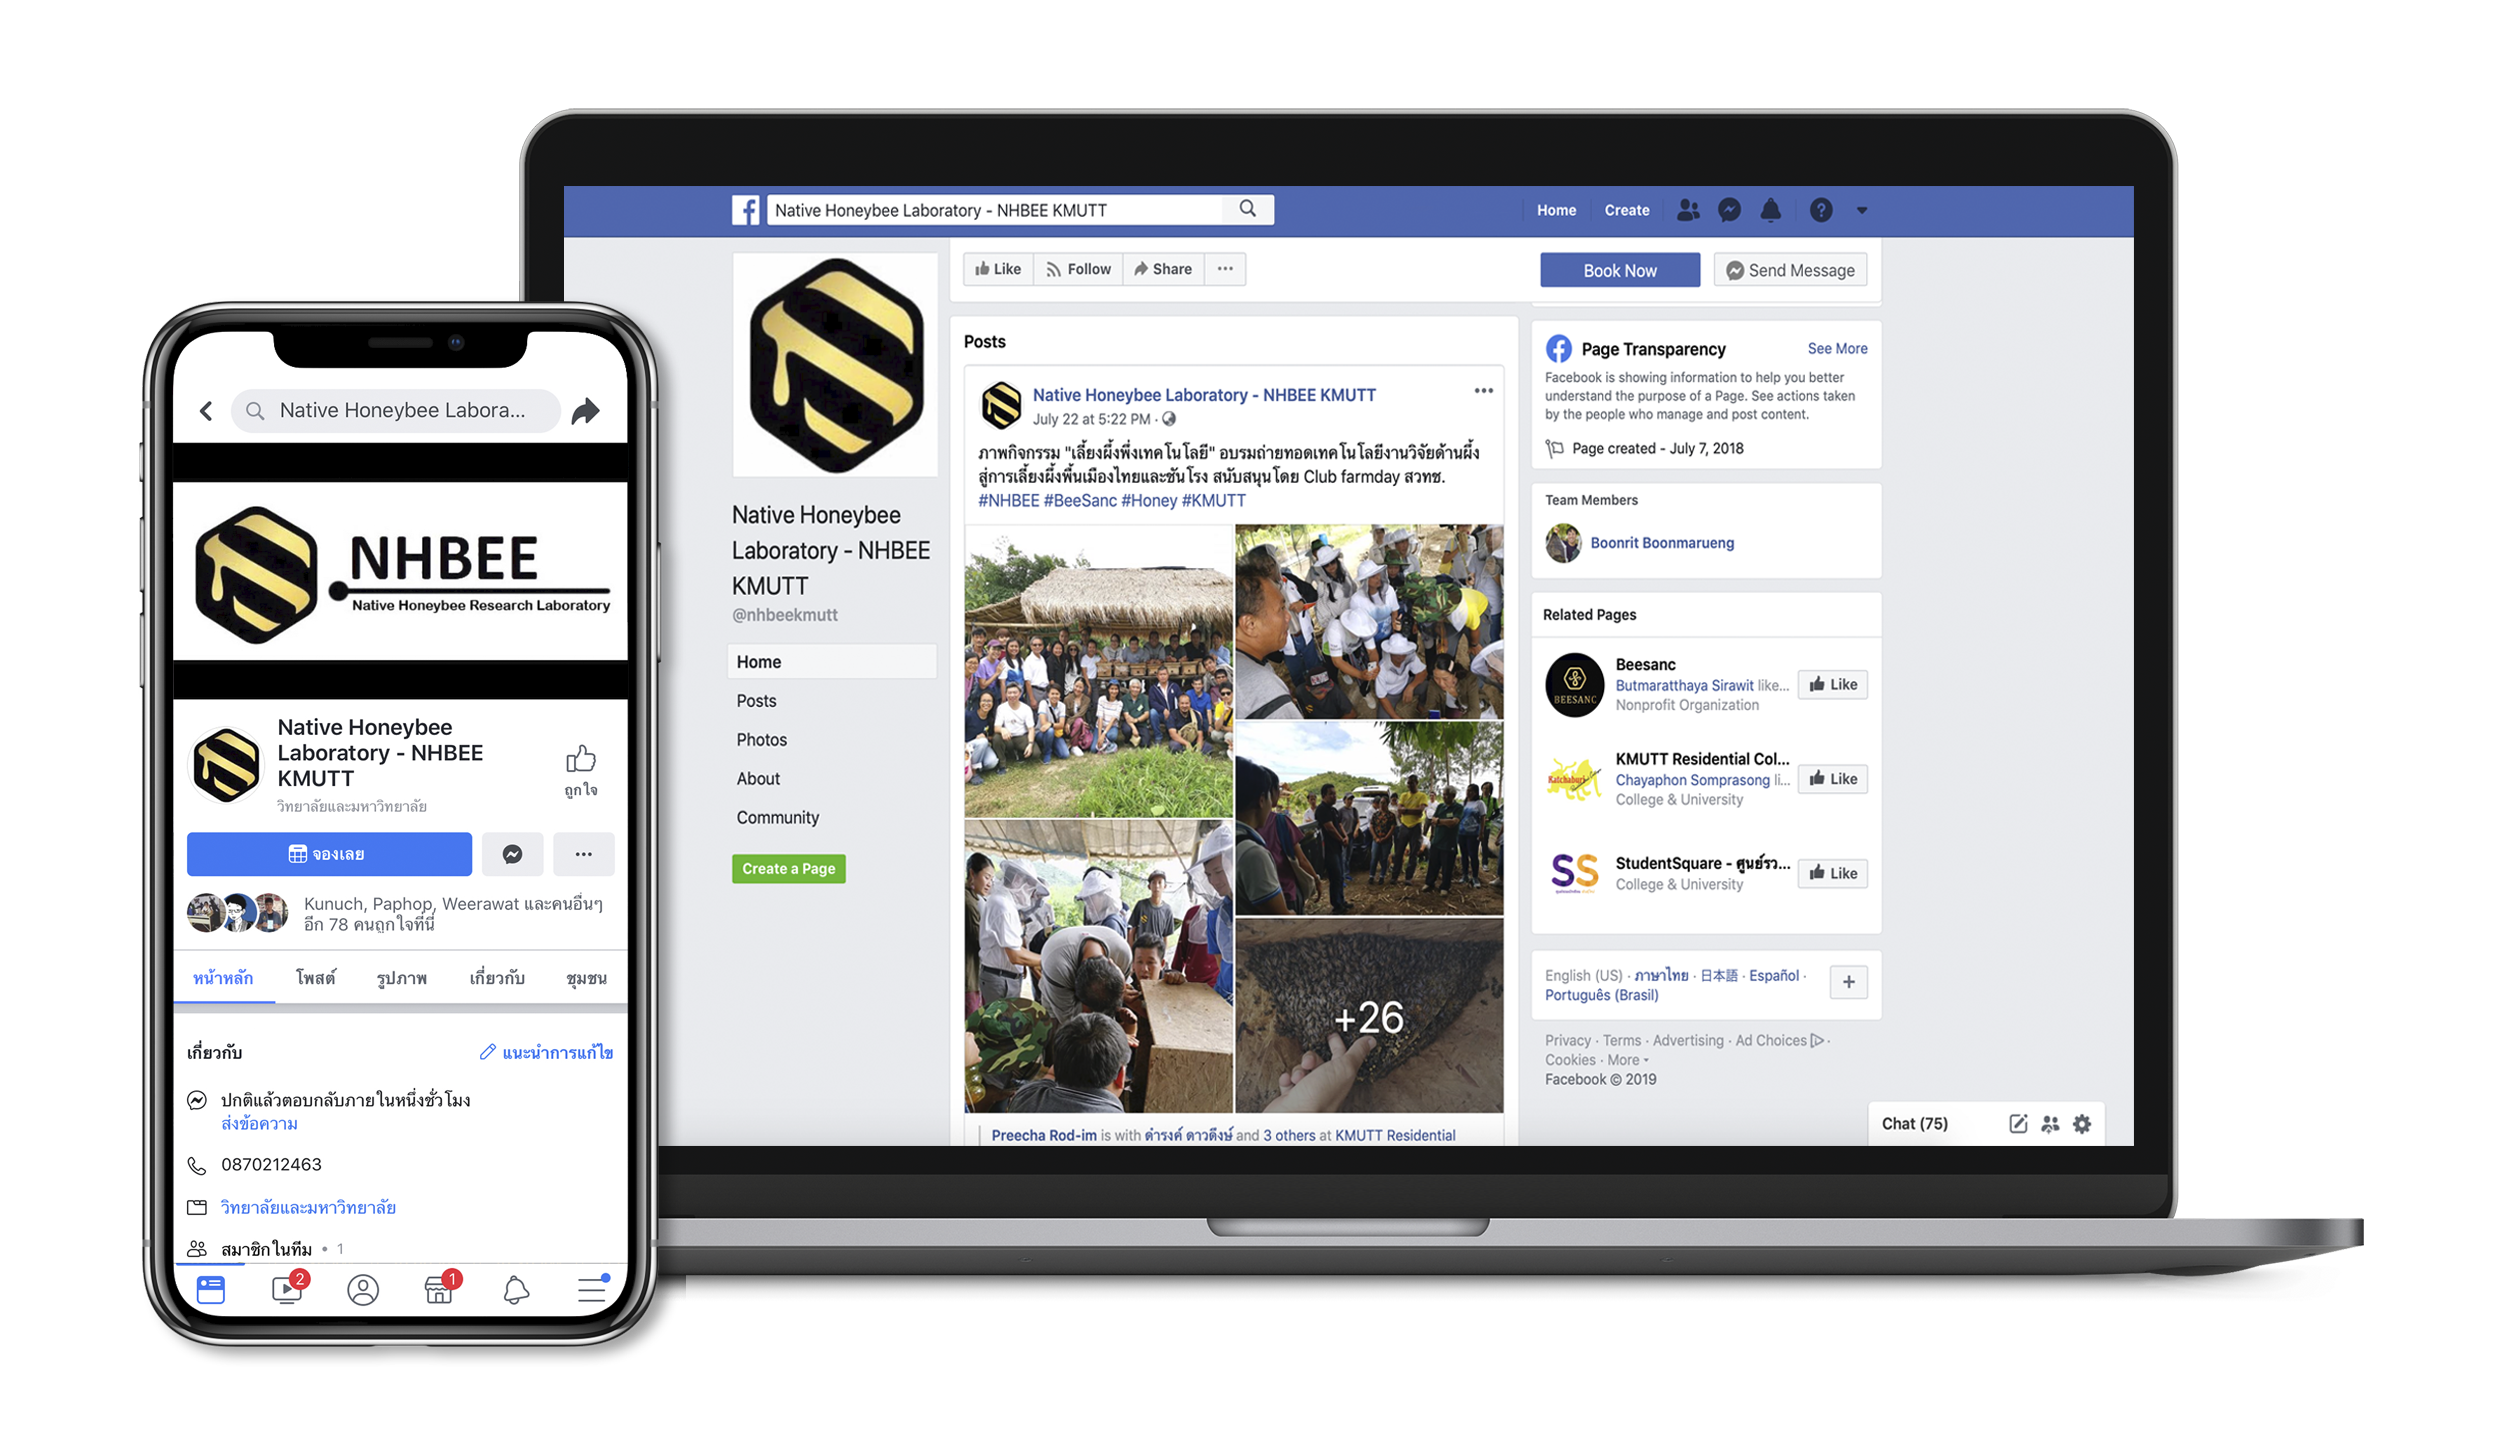 Native Honeybee Labora...
NHBEE
Native Honeybee Research Laboratory
Native Honeybee
Laboratory - NHBEE
KMUTT
วิทยาลัยและมหาวิทยาลัย
ถูกใจ
จองเลย
Kunuch, Paphop, Weerawat และคนอื่นๆ
อีก 78 คนถูกใจที่นี่
หน้าหลัก โพสต์ รูปภาพ เกี่ยวกับ ชุมชน
เกี่ยวกับ แนะนำการแก้ไข
ปกติแล้วตอบกลับภายในหนึ่งชั่วโมง
ส่งข้อความ
0870212463
วิทยาลัยและมหาวิทยาลัย
สมาชิกในทีม • 1
2 1
Native Honeybee Laboratory - NHBEE KMUTT
Home Create
Native Honeybee
Laboratory - NHBEE
KMUTT
@nhbeekmutt
Home
Posts
Photos
About
Community
Create a Page
Like Follow Share ...
Book Now Send Message
Posts
Native Honeybee Laboratory - NHBEE KMUTT
July 22 at 5:22 PM ·
ภาพกิจกรรม "เลี้ยงผึ้งพึ่งเทคโนโลยี" อบรมถ่ายทอดเทคโนโลยีงานวิจัยด้านผึ้ง
สู่การเลี้ยงผึ้งพื้นเมืองไทยและชันโรง สนับสนุนโดย Club farmday สวทช.
#NHBEE #BeeSanc #Honey #KMUTT
+26
Preecha Rod-im is with ดำรงค์ ดาวดึงษ์ and 3 others at KMUTT Residential
Page Transparency See More
Facebook is showing information to help you better
understand the purpose of a Page. See actions taken
by the people who manage and post content.
Page created - July 7, 2018
Team Members
Boonrit Boonmarueng
Related Pages
BEESANC
Beesanc
Butmaratthaya Sirawit like...
Nonprofit Organization
Like
Ratchaburi
KMUTT Residential Col...
Chayaphon Somprasong li...
College & University
Like
SS
StudentSquare - ศูนย์รว...
College & University
Like
English (US) · ภาษาไทย · 日本語 · Español ·
Português (Brasil)
+
Privacy · Terms · Advertising · Ad Choices ·
Cookies · More
Facebook © 2019
Chat (75)